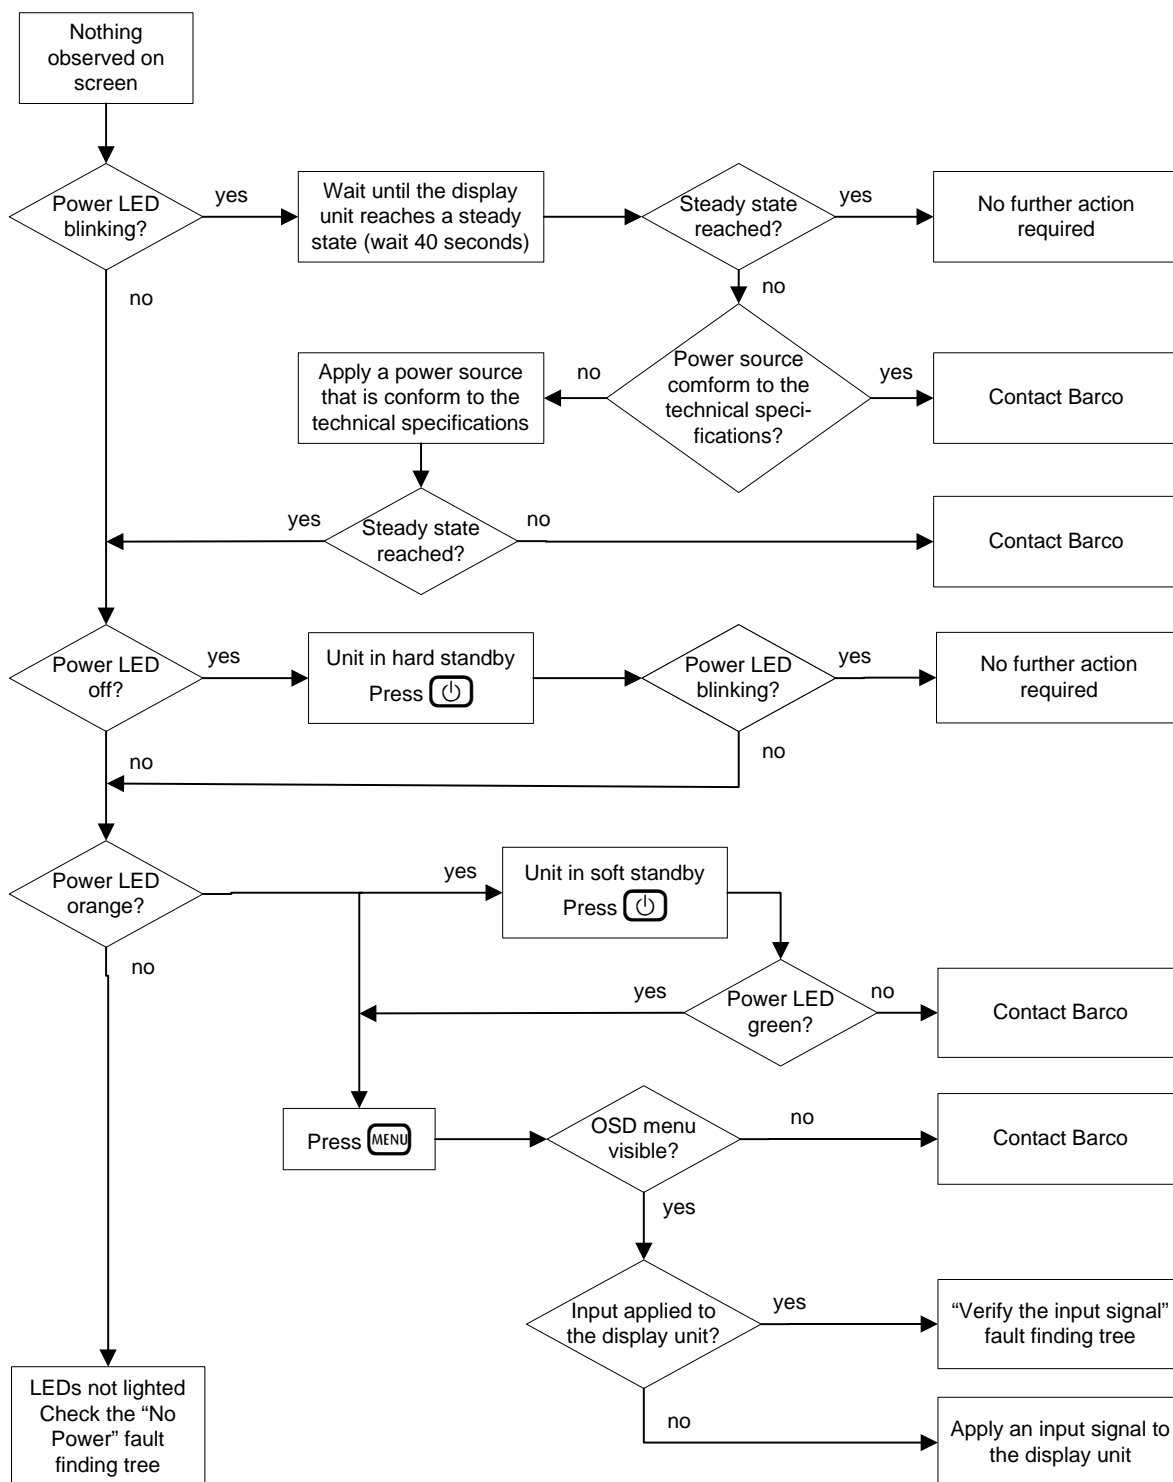 Nothing
observed on
screen
Power LED
blinking?
yes
Wait until the display
unit reaches a steady
state (wait 40 seconds)
Steady state
reached?
yes
No further action
required
no
no
Power source
comform to the
technical speci-
fications?
yes
Contact Barco
no
Apply a power source
that is conform to the
technical specifications
Steady state
reached?
yes
no
Contact Barco
Power LED
off?
yes
Unit in hard standby
Press
Power LED
blinking?
yes
No further action
required
no
no
Power LED
orange?
yes
Unit in soft standby
Press
no
Power LED
green?
yes
no
Contact Barco
Press MENU
OSD menu
visible?
no
Contact Barco
yes
Input applied to
the display unit?
yes
“Verify the input signal”
fault finding tree
no
Apply an input signal to
the display unit
LEDs not lighted
Check the “No
Power” fault
finding tree